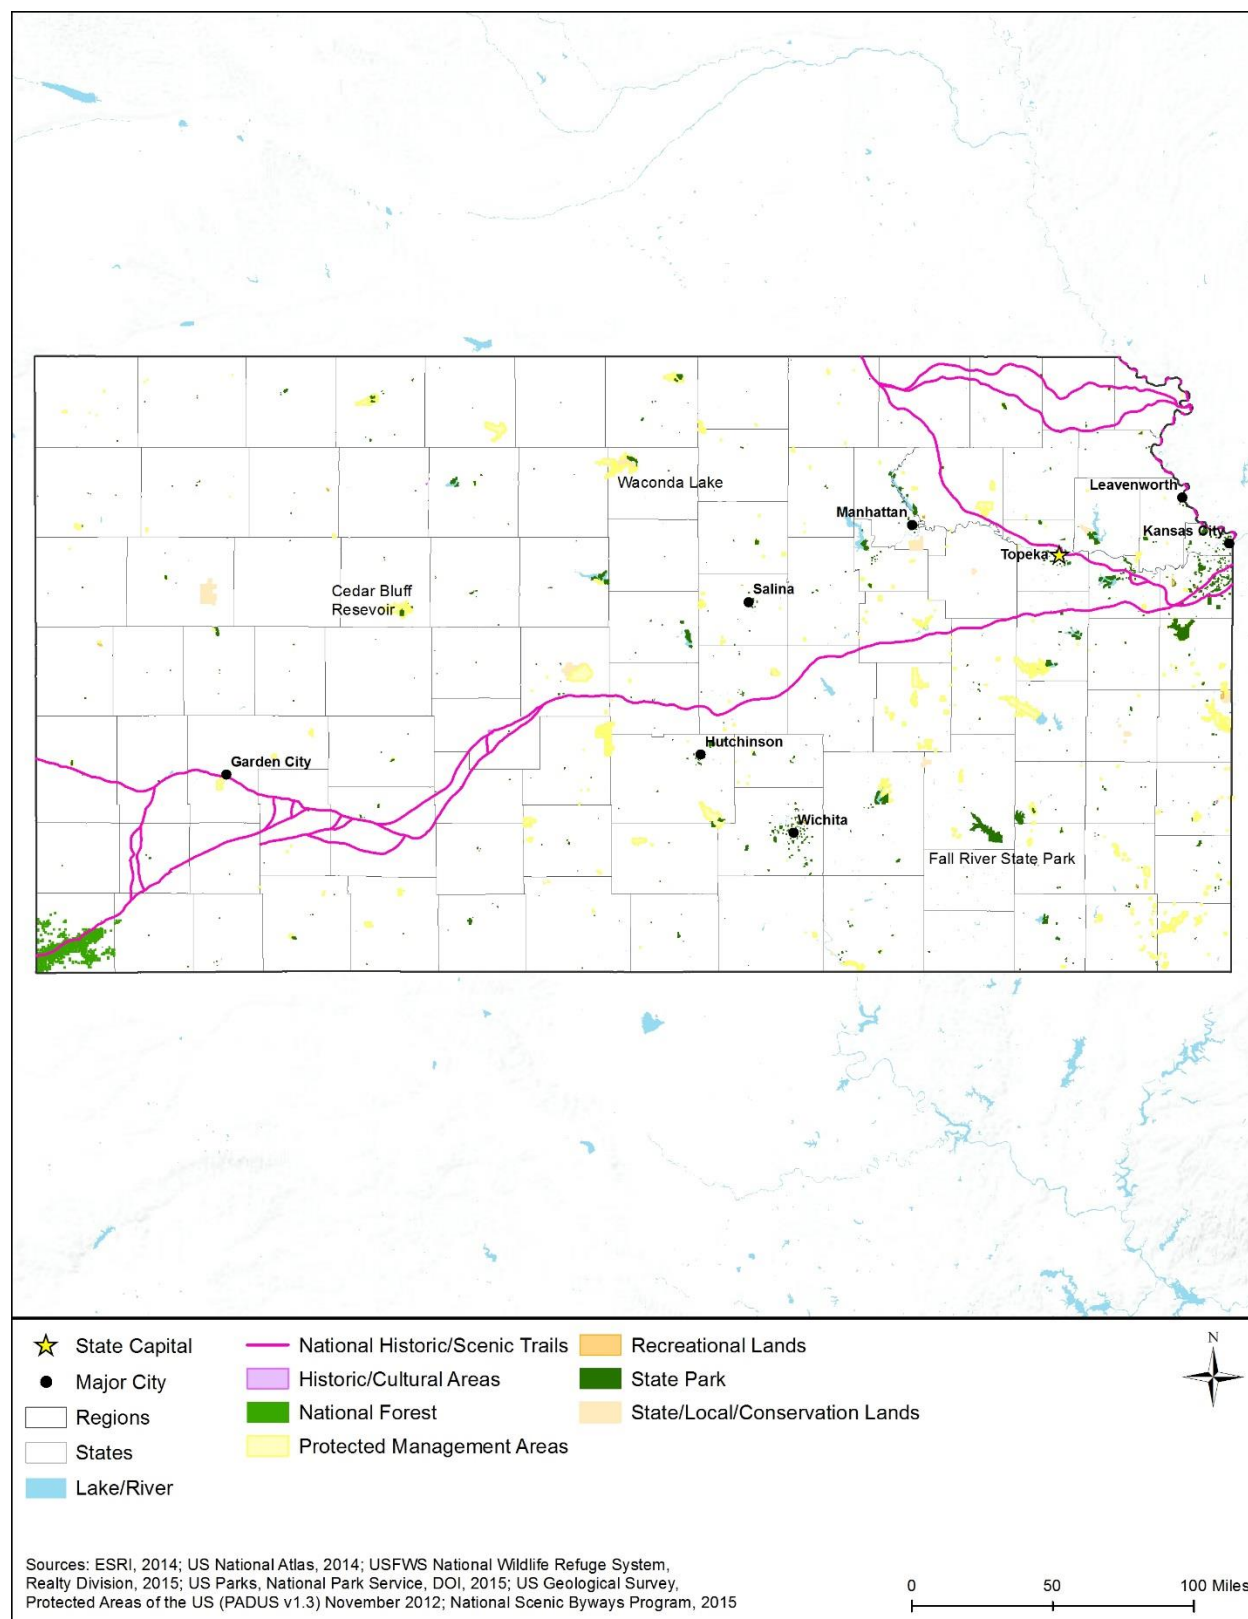 Waconda Lake
Leavenworth
Manhattan
Kansas City
Topeka
Cedar Bluff
Resevoir
Salina
Hutchinson
Garden City
Wichita
Fall River State Park
State Capital
Major City
Regions
States
Lake/River
National Historic/Scenic Trails
Historic/Cultural Areas
National Forest
Protected Management Areas
Recreational Lands
State Park
State/Local/Conservation Lands
N
Sources: ESRI, 2014; US National Atlas, 2014; USFWS National Wildlife Refuge System,
Realty Division, 2015; US Parks, National Park Service, DOI, 2015; US Geological Survey,
Protected Areas of the US (PADUS v1.3) November 2012; National Scenic Byways Program, 2015
0 50 100 Miles